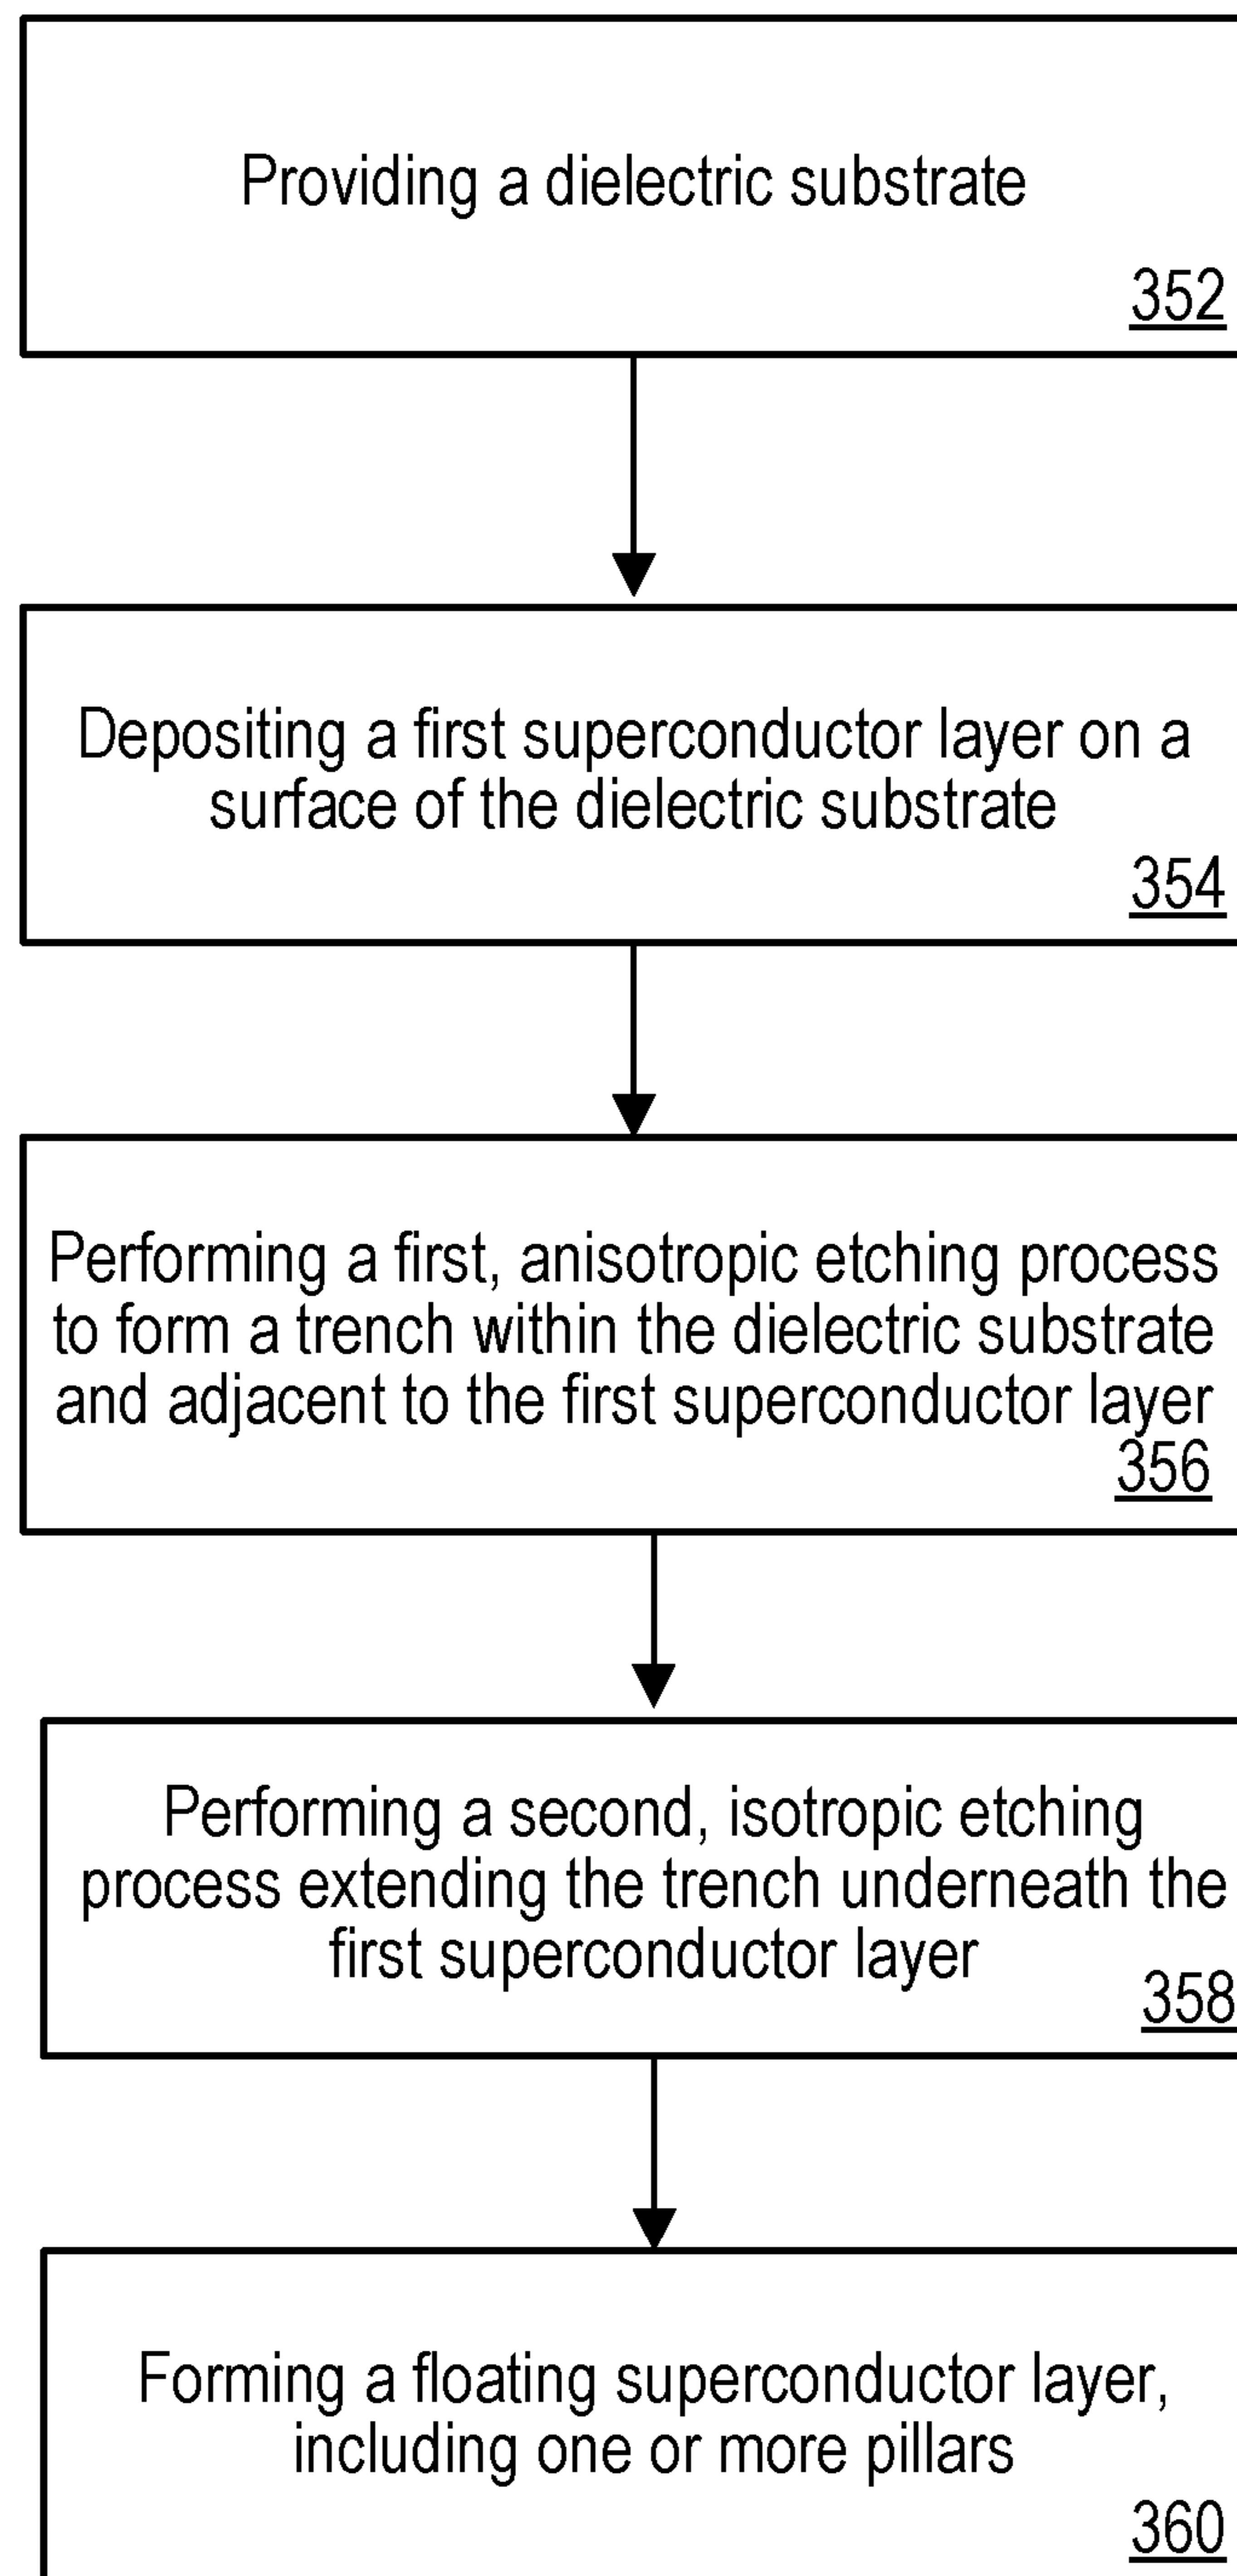 Providing a dielectric substrate
352
Depositing a first superconductor layer on a
surface of the dielectric substrate
354
Performing a first, anisotropic etching process
to form a trench within the dielectric substrate
and adjacent to the first superconductor layer
356
Performing a second, isotropic etching
process extending the trench underneath the
first superconductor layer
358
Forming a floating superconductor layer,
including one or more pillars
360